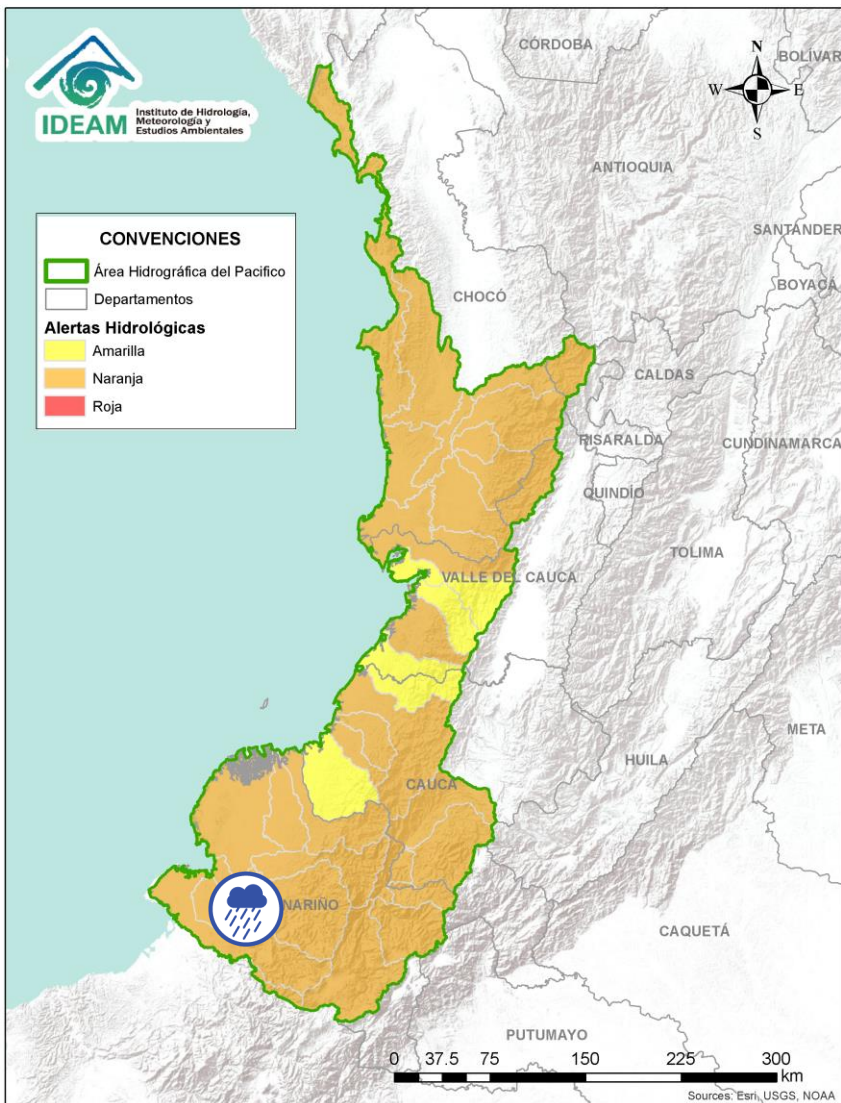 IDEAM
Instituto de Hidrología,
Meteorología y
Estudios Ambientales
N
W
E
S
CÓRDOBA
BOLÍVAR
ANTIOQUIA
SANTANDER
BOYACÁ
CHOCÓ
CALDAS
RISARALDA
CUNDINAMARCA
QUINDÍO
TOLIMA
VALLE DEL CAUCA
META
HUILA
CAUCA
NARIÑO
CAQUETÁ
PUTUMAYO
CONVENCIONES
Área Hidrográfica del Pacifico
Departamentos
Alertas Hidrológicas
Amarilla
Naranja
Roja
0 37.5 75 150 225 300
km
Sources: Esri, USGS, NOAA